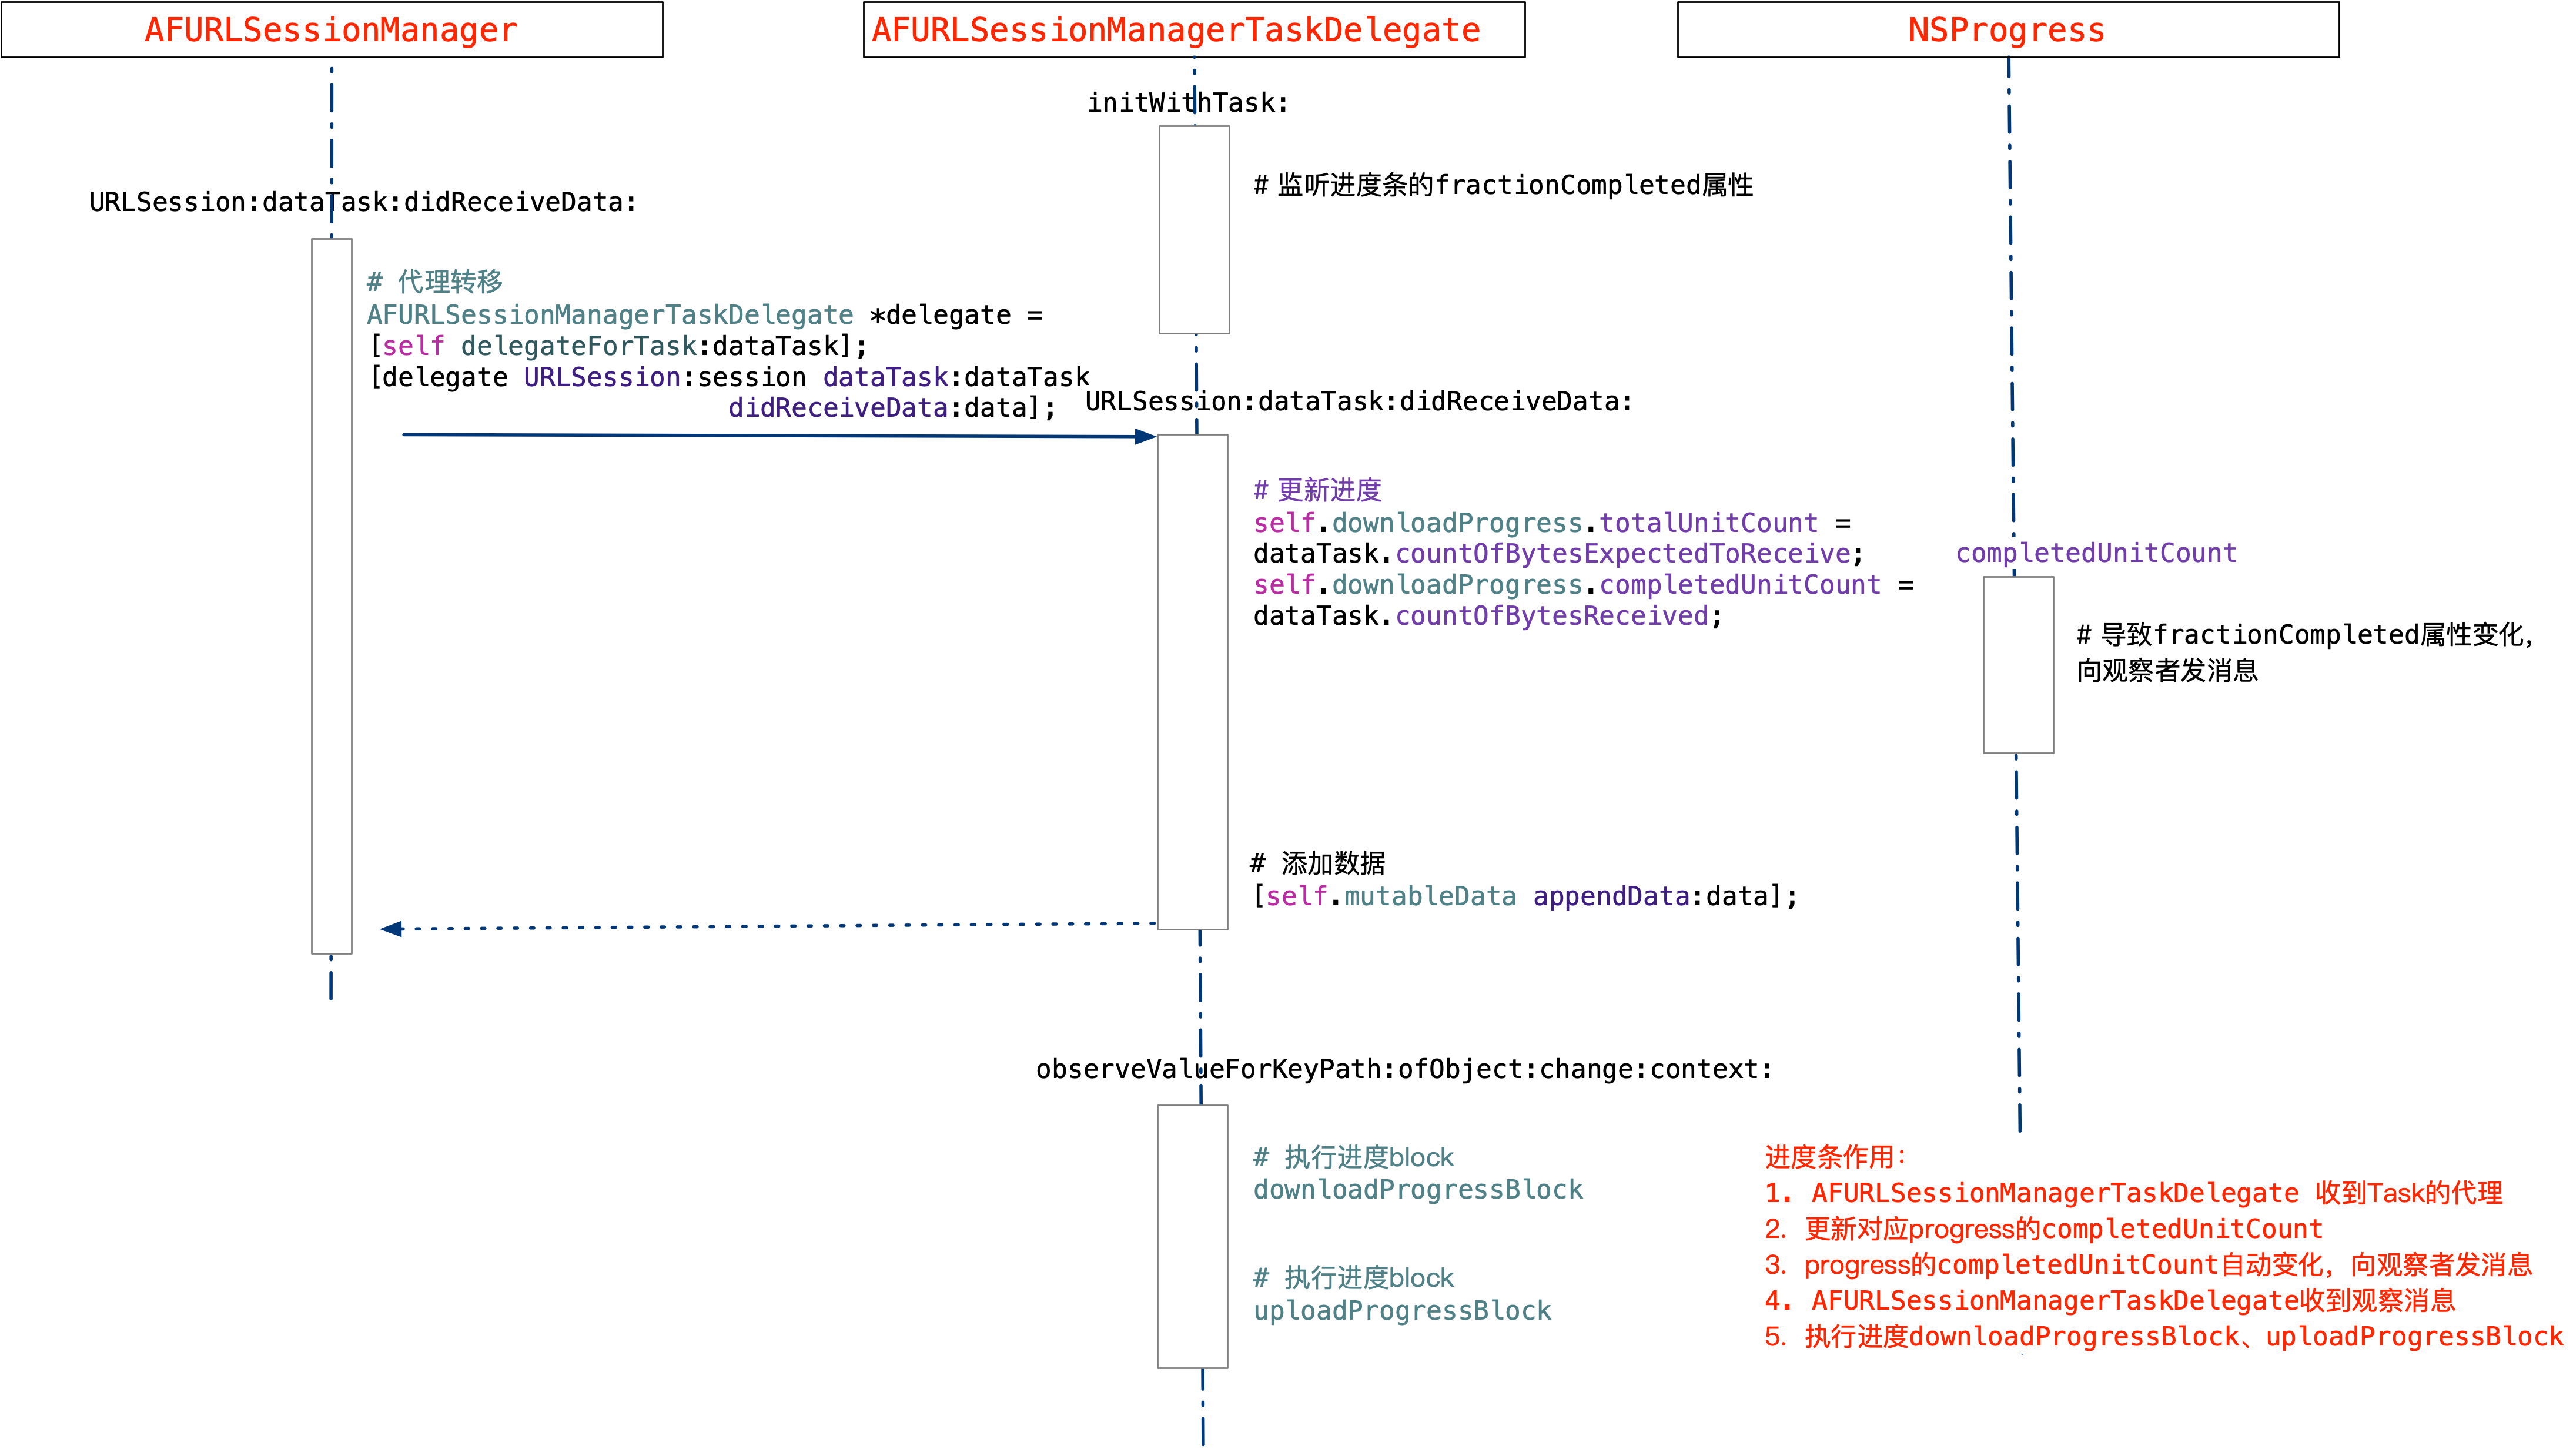 AFURLSessionManager
AFURLSessionManagerTaskDelegate
NSProgress
initWithTask:
# 监听进度条的fractionCompleted属性
URLSession:dataTask:didReceiveData:
# 代理转移
AFURLSessionManagerTaskDelegate *delegate =
[self delegateForTask:dataTask];
[delegate URLSession:session dataTask:dataTask
didReceiveData:data];
URLSession:dataTask:didReceiveData:
# 更新进度
self.downloadProgress.totalUnitCount =
dataTask.countOfBytesExpectedToReceive;
self.downloadProgress.completedUnitCount =
dataTask.countOfBytesReceived;
completedUnitCount
# 导致fractionCompleted属性变化,
向观察者发消息
# 添加数据
[self.mutableData appendData:data];
observeValueForKeyPath:ofObject:change:context:
# 执行进度block
downloadProgressBlock
# 执行进度block
uploadProgressBlock
进度条作用：
1. AFURLSessionManagerTaskDelegate 收到Task的代理
2. 更新对应progress的completedUnitCount
3. progress的completedUnitCount自动变化，向观察者发消息
4. AFURLSessionManagerTaskDelegate收到观察消息
5. 执行进度downloadProgressBlock、uploadProgressBlock